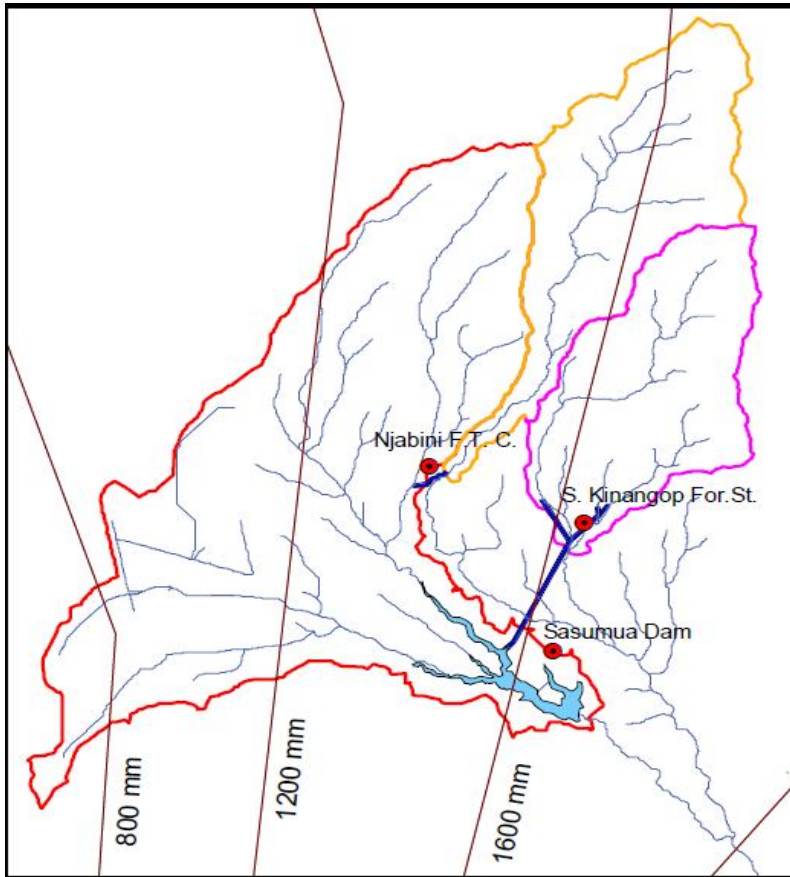 Njabini F.T. C.
S. Kinangop For.St.
Sasumua Dam
800 mm
1200 mm
1600 mm